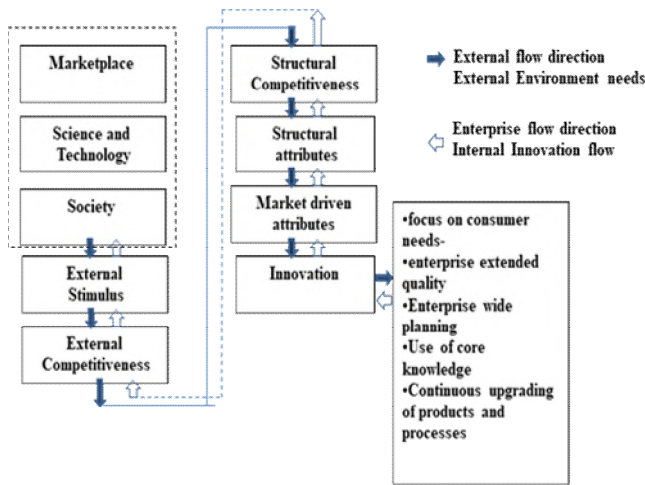 Marketplace
Science and
Technology
Society
External
Stimulus
External
Competitiveness
Structural
Competitiveness
Structural
attributes
Market driven
attributes
Innovation
•focus on consumer
needs-
•enterprise extended
quality
•Enterprise wide
planning
•Use of core
knowledge
•Continuous upgrading
of products and
processes
External flow direction
External Environment needs
Enterprise flow direction
Internal Innovation flow